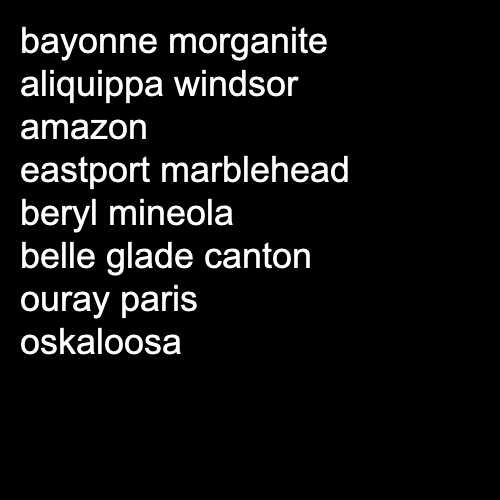 bayonne morganite
aliquippa windsor
amazon
eastport marblehead
beryl mineola
belle glade canton
ouray paris
oskaloosa